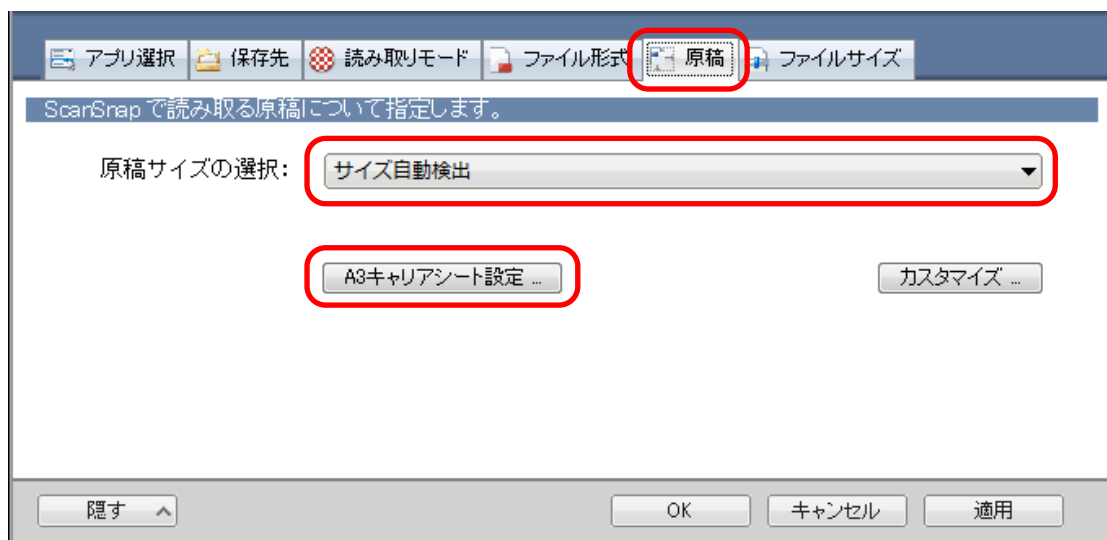 アプリ選択 保存先 読み取りモード ファイル形式 原稿 ファイルサイズ
ScanSnapで読み取る原稿について指定します。
原稿サイズの選択: サイズ自動検出
A3キャリアシート設定 ... カスタマイズ ...
隠す OK キャンセル 適用